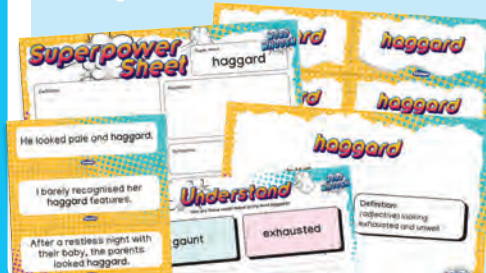 Superpower
Sheet
haggard
Definition:
haggard
haggard
haggard
He looked pale and haggard.
I barely recognised her
haggard features.
After a restless night with
their baby, the parents
looked haggard.
haggard
Understand
gaunt
exhausted
Definition:
(adjective) looking
exhausted and unwell